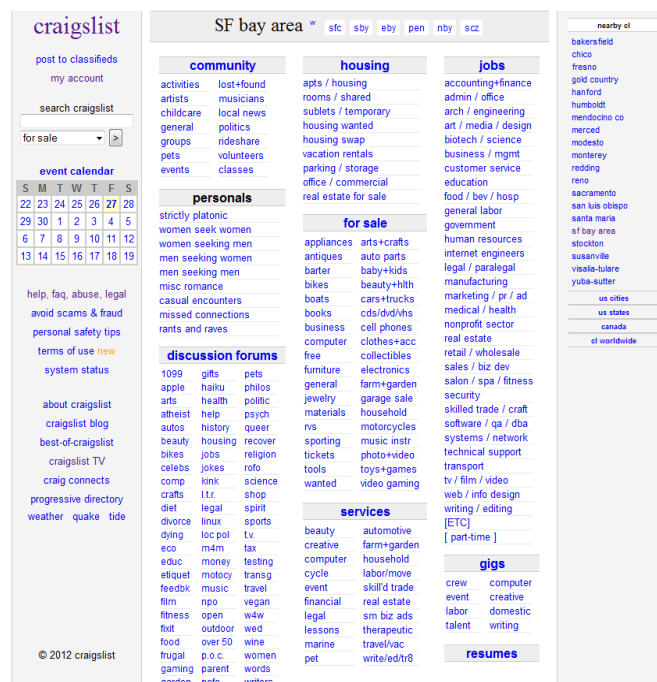 craigslist
post to classifieds
my account
search craigslist
for sale >
event calendar
S M T W T F S
22 23 24 25 26 27 28
29 30 1 2 3 4 5
6 7 8 9 10 11 12
13 14 15 16 17 18 19
help, faq, abuse, legal
avoid scams & fraud
personal safety tips
terms of use new
system status
about craigslist
craigslist blog
best-of-craigslist
craigslist TV
craig connects
progressive directory
weather quake tide
© 2012 craigslist
SF bay area w sfc sby eby pen nby scz
community
activities lost+found
artists musicians
childcare local news
general politics
groups rideshare
pets volunteers
events classes
personals
strictly platonic
women seek women
women seeking men
men seeking women
men seeking men
misc romance
casual encounters
missed connections
rants and raves
discussion forums
1099 gifts pets
apple haiku philos
arts health politic
atheist help psych
autos history queer
beauty housing recover
bikes jobs religion
celebs jokes rofo
comp kink science
crafts l.t.r. shop
diet legal spirit
divorce linux sports
dying loc pol t.v.
eco m4m tax
educ money testing
etiquet motocy transg
feedbk music travel
film npo vegan
fitness open w4w
fixit outdoor wed
food over 50 wine
frugal p.o.c. women
gaming parent words
garden pefo writers
housing
apts / housing
rooms / shared
sublets / temporary
housing wanted
housing swap
vacation rentals
parking / storage
office / commercial
real estate for sale
for sale
appliances arts+crafts
antiques auto parts
barter baby+kids
bikes beauty+hlth
boats cars+trucks
books cds/dvd/vhs
business cell phones
computer clothes+acc
free collectibles
furniture electronics
general farm+garden
jewelry garage sale
materials household
rvs motorcycles
sporting music instr
tickets photo+video
tools toys+games
wanted video gaming
services
beauty automotive
creative farm+garden
computer household
cycle labor/move
event skill'd trade
financial real estate
legal sm biz ads
lessons therapeutic
marine travel/vac
pet write/ed/tr8
jobs
accounting+finance
admin / office
arch / engineering
art / media / design
biotech / science
business / mgmt
customer service
education
food / bev / hosp
general labor
government
human resources
internet engineers
legal / paralegal
manufacturing
marketing / pr / ad
medical / health
nonprofit sector
real estate
retail / wholesale
sales / biz dev
salon / spa / fitness
security
skilled trade / craft
software / qa / dba
systems / network
technical support
transport
tv / film / video
web / info design
writing / editing
[ETC]
[ part-time ]
gigs
crew computer
event creative
labor domestic
talent writing
resumes
nearby cl
bakersfield
chico
fresno
gold country
hanford
humboldt
mendocino co
merced
modesto
monterey
redding
reno
sacramento
san luis obispo
santa maria
sf bay area
stockton
susanville
visalia-tulare
yuba-sutter
us cities
us states
canada
cl worldwide